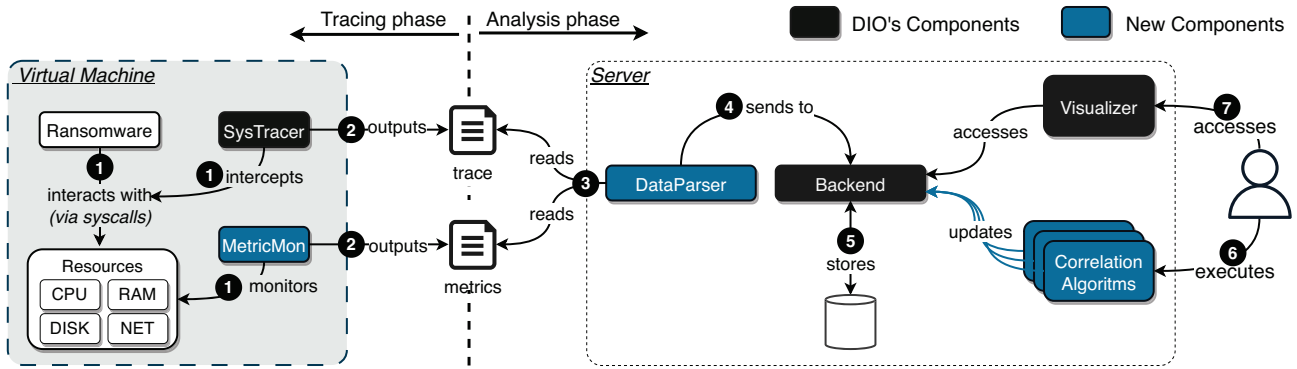 Tracing phase
Analysis phase
DIO's Components
New Components
Virtual Machine
Ransomware
SysTracer
1
interacts with
(via syscalls)
1
intercepts
2
outputs
trace
MetricMon
1
monitors
2
outputs
metrics
Resources
CPU
RAM
DISK
NET
Server
reads
3
reads
DataParser
4
sends to
Backend
5
stores
accesses
Visualizer
7
accesses
updates
Correlation
Algoritms
6
executes